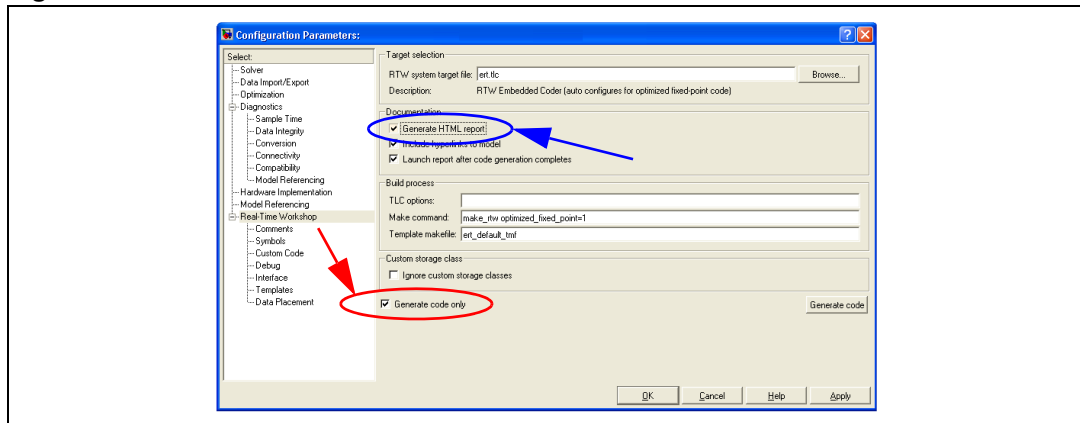 Configuration Parameters:
Select:
Solver
Data Import/Export
Optimization
Diagnostics
Sample Time
Data Integrity
Conversion
Connectivity
Compatibility
Model Referencing
Hardware Implementation
Model Referencing
Real-Time Workshop
Comments
Symbols
Custom Code
Debug
Interface
Templates
Data Placement
Target selection
RTW system target file: ert.tlc Browse...
Description: RTW Embedded Coder (auto configures for optimized fixed-point code)
Documentation
Generate HTML report
Include hyperlinks to model
Launch report after code generation completes
Build process
TLC options:
Make command: make_rtw optimized_fixed_point=1
Template makefile: ert_default_tmf
Custom storage class
Ignore custom storage classes
Generate code only Generate code
OK Cancel Help Apply